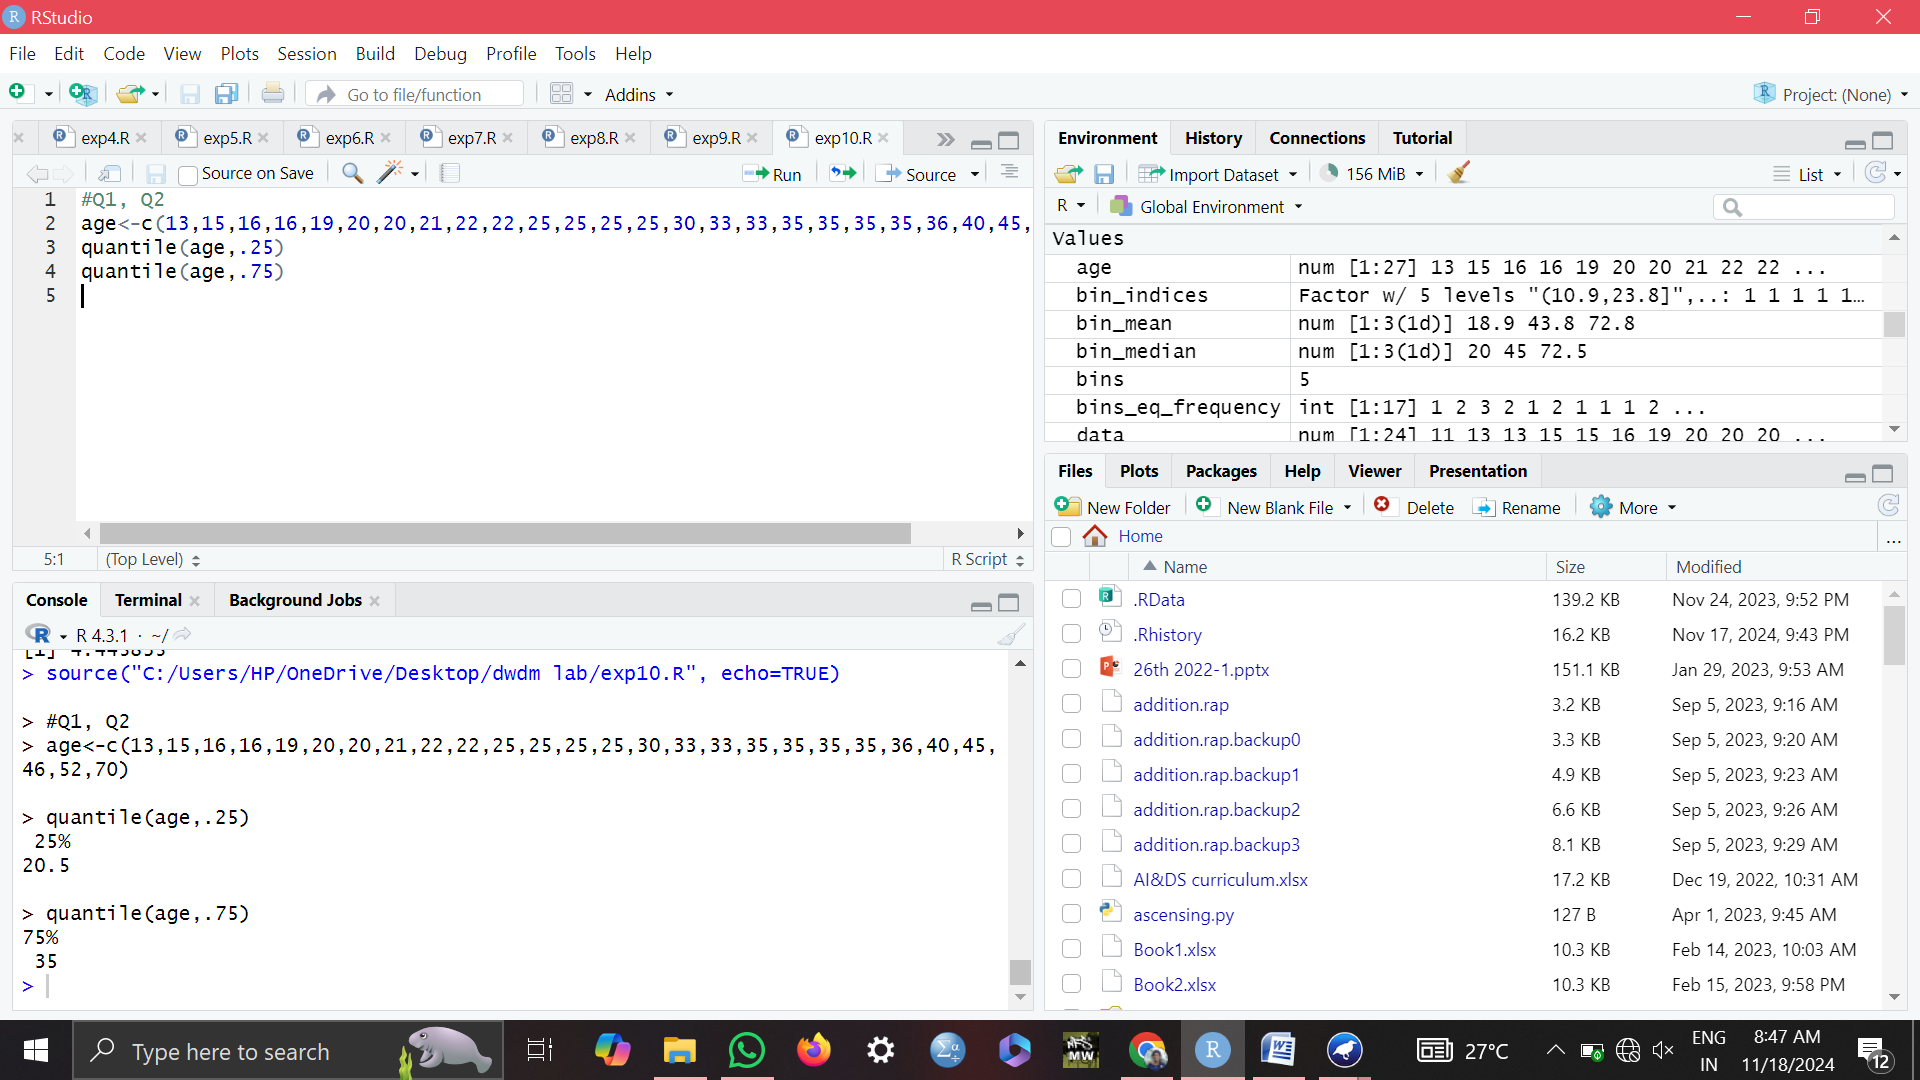 RStudio
File Edit Code View Plots Session Build Debug Profile Tools Help
Go to file/function Addins Project: (None)
exp4.R exp5.R exp6.R exp7.R exp8.R exp9.R exp10.R
Source on Save Run Source
1 #Q1, Q2
2 age<-c(13,15,16,16,19,20,20,21,22,22,25,25,25,25,30,33,33,35,35,35,35,36,40,45,
3 quantile(age,.25)
4 quantile(age,.75)
5
5:1 (Top Level) R Script
Console Terminal Background Jobs
R 4.3.1 · ~/
[1] 4.443855
> source("C:/Users/HP/OneDrive/Desktop/dwdm lab/exp10.R", echo=TRUE)
> #Q1, Q2
> age<-c(13,15,16,16,19,20,20,21,22,22,25,25,25,25,30,33,33,35,35,35,35,36,40,45,
46,52,70)
> quantile(age,.25)
25%
20.5
> quantile(age,.75)
75%
35
>
Environment History Connections Tutorial
Import Dataset 156 MiB List
R Global Environment
Values
age num [1:27] 13 15 16 16 19 20 20 21 22 22 ...
bin_indices Factor w/ 5 levels "(10.9,23.8]",..: 1 1 1 1 1…
bin_mean num [1:3(1d)] 18.9 43.8 72.8
bin_median num [1:3(1d)] 20 45 72.5
bins 5
bins_eq_frequency int [1:17] 1 2 3 2 1 2 1 1 1 2 ...
data num [1:24] 11 13 13 15 15 16 19 20 20 20 ...
Files Plots Packages Help Viewer Presentation
New Folder New Blank File Delete Rename More
Home ...
Name Size Modified
.RData 139.2 KB Nov 24, 2023, 9:52 PM
.Rhistory 16.2 KB Nov 17, 2024, 9:43 PM
26th 2022-1.pptx 151.1 KB Jan 29, 2023, 9:53 AM
addition.rap 3.2 KB Sep 5, 2023, 9:16 AM
addition.rap.backup0 3.3 KB Sep 5, 2023, 9:20 AM
addition.rap.backup1 4.9 KB Sep 5, 2023, 9:23 AM
addition.rap.backup2 6.6 KB Sep 5, 2023, 9:26 AM
addition.rap.backup3 8.1 KB Sep 5, 2023, 9:29 AM
AI&DS curriculum.xlsx 17.2 KB Dec 19, 2022, 10:31 AM
ascensing.py 127 B Apr 1, 2023, 9:45 AM
Book1.xlsx 10.3 KB Feb 14, 2023, 10:03 AM
Book2.xlsx 10.3 KB Feb 15, 2023, 9:58 PM
Type here to search
27°C
ENG
IN
8:47 AM
11/18/2024
12